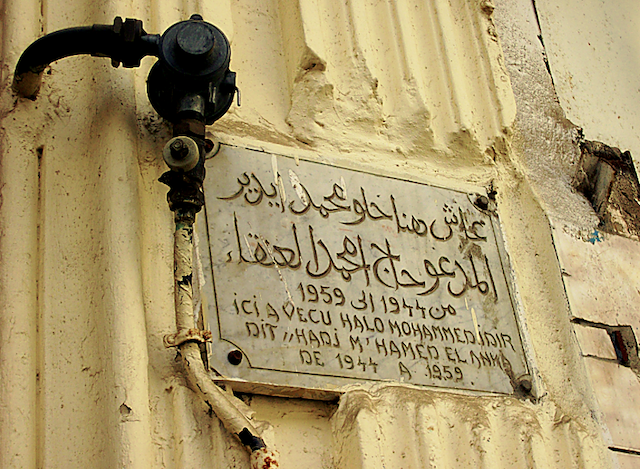 عاش هنا حلو محمد ايدير
المدعو حاج امحمد العنقاء
من 1944 الى 1959
ICI A VECU HALO MOHAMMED IDIR
DIT ,, HADJ M'HAMED EL ANKA
DE 1944 A 1959.